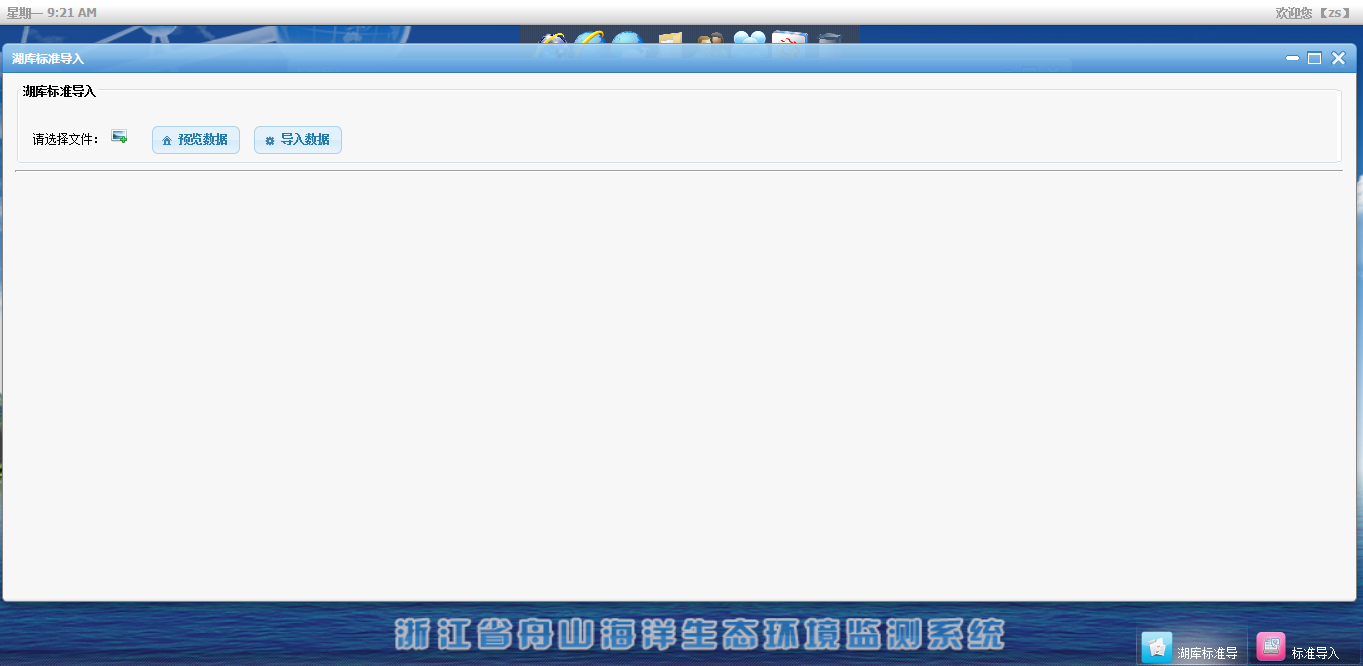 星期一 9:21 AM
欢迎您 【zs】
湖库标准导入
湖库标准导入
请选择文件： 预览数据 导入数据
浙江省舟山海洋生态环境监测系统
湖库标准导
标准导入